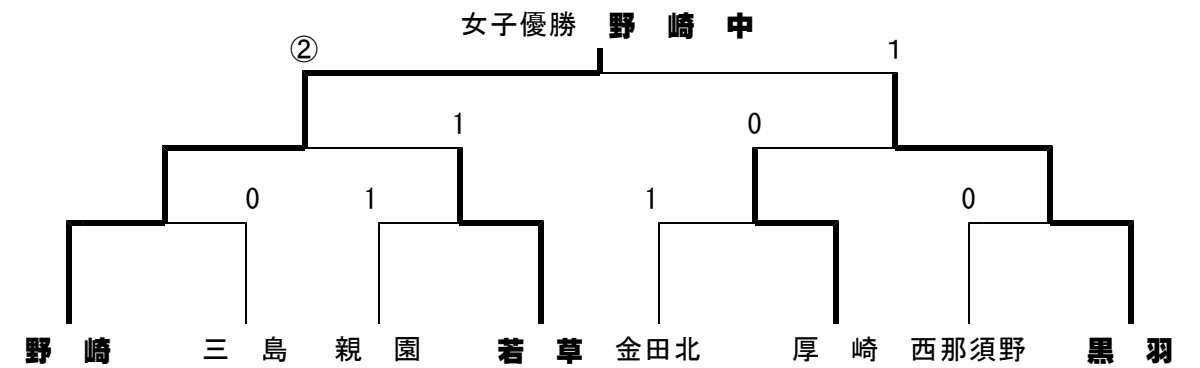 女子優勝 野 崎 中
② 1
1 0
0 1 1 0
野 崎 三 島 親 園 若 草 金田北 厚 崎 西那須野 黒 羽